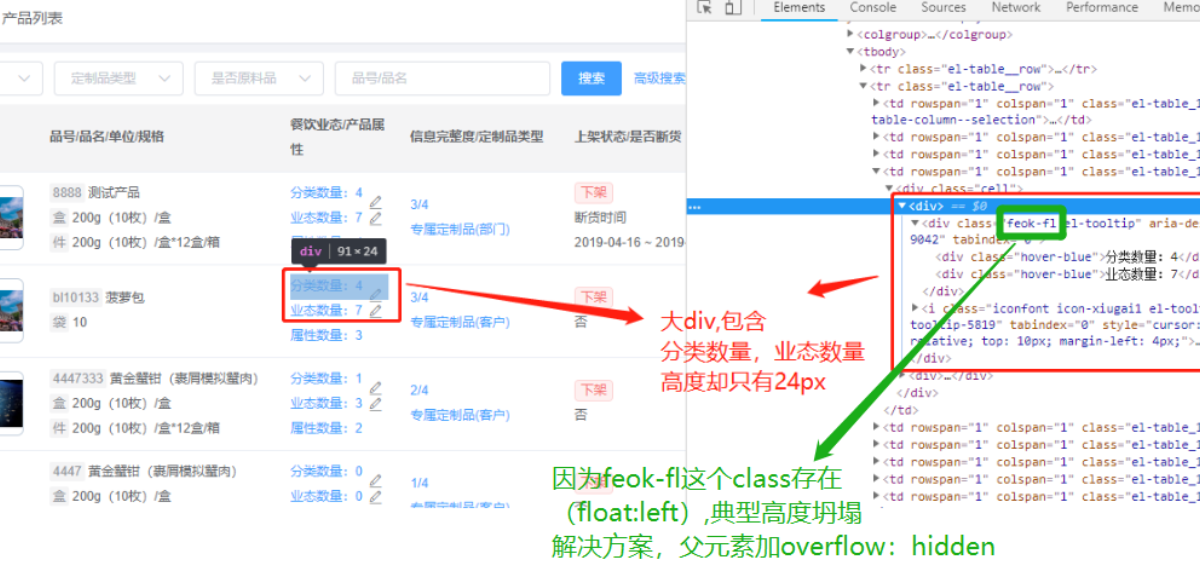 产品列表
定制品类型
是否原料品
品号/品名
搜索
高级搜索
品号/品名/单位/规格
餐饮业态/产品属
性
信息完整度/定制品类型
上架状态/是否断货
8888 测试产品
盒 200g（10枚）/盒
件 200g（10枚）/盒*12盒/箱
分类数量：4
业态数量：7
3/4
专属定制品(部门)
下架
断货时间
2019-04-16 ~ 2019-
div 91×24
bl10133 菠萝包
袋 10
分类数量：4
业态数量：7
属性数量：3
3/4
专属定制品(客户)
下架
否
4447333 黄金蟹钳（裹屑模拟蟹肉）
盒 200g（10枚）/盒
件 200g（10枚）/盒*12盒/箱
分类数量：1
业态数量：3
属性数量：2
2/4
专属定制品(客户)
下架
否
4447 黄金蟹钳（裹屑模拟蟹肉）
盒 200g（10枚）/盒
分类数量：0
业态数量：0
1/4
专属定制品(客户)
Elements Console Sources Network Performance Memo
<colgroup>…</colgroup>
<tbody>
<tr class="el-table__row">…</tr>
<tr class="el-table__row">
<td rowspan="1" colspan="1" class="el-table_1
table-column--selection">…</td>
<td rowspan="1" colspan="1" class="el-table_1
<td rowspan="1" colspan="1" class="el-table_1
<td rowspan="1" colspan="1" class="el-table_1
<div class="cell">
… <div> == $0
<div class="feok-fl el-tooltip" aria-de
9042" tabindex="0">
<div class="hover-blue">分类数量：4</d
<div class="hover-blue">业态数量：7</d
</div>
<i class="iconfont icon-xiugai1 el-tool
tooltip-5819" tabindex="0" style="cursor:
relative; top: 10px; margin-left: 4px;">…
</div>
<div>…</div>
</div>
</td>
<td rowspan="1" colspan="1" class="el-table_1
<td rowspan="1" colspan="1" class="el-table_1
<td rowspan="1" colspan="1" class="el-table_1
<td rowspan="1" colspan="1" class="el-table_1
<td rowspan="1" colspan="1" class="el-table_1
大div,包含
分类数量，业态数量
高度却只有24px
因为feok-fl这个class存在
（float:left）,典型高度坍塌
解决方案，父元素加overflow：hidden